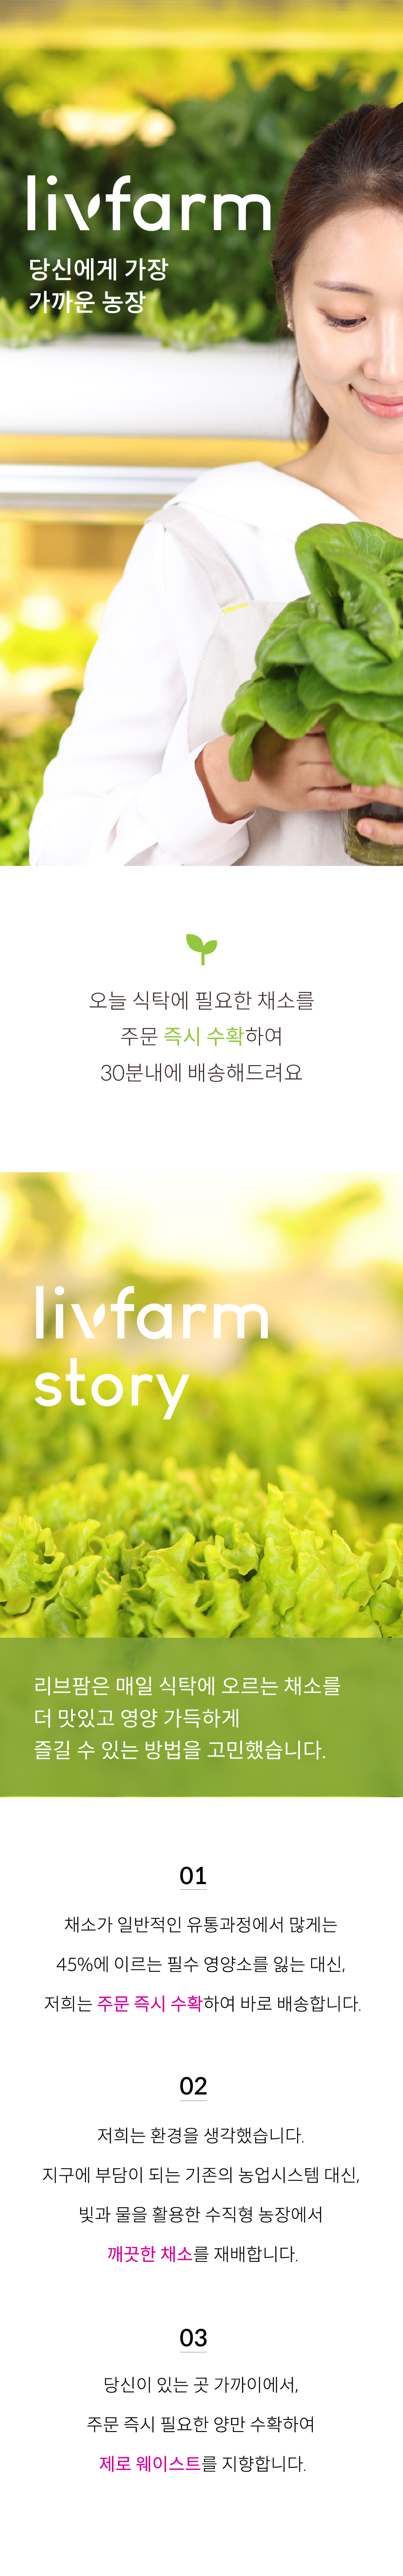 livfarm
당신에게 가장
가까운 농장
오늘 식탁에 필요한 채소를
주문 즉시 수확하여
30분내에 배송해드려요
livfarm
story
리브팜은 매일 식탁에 오르는 채소를
더 맛있고 영양 가득하게
즐길 수 있는 방법을 고민했습니다.
01
채소가 일반적인 유통과정에서 많게는
45%에 이르는 필수 영양소를 잃는 대신,
저희는 주문 즉시 수확하여 바로 배송합니다.
02
저희는 환경을 생각했습니다.
지구에 부담이 되는 기존의 농업시스템 대신,
빛과 물을 활용한 수직형 농장에서
깨끗한 채소를 재배합니다.
03
당신이 있는 곳 가까이에서,
주문 즉시 필요한 양만 수확하여
제로 웨이스트를 지향합니다.